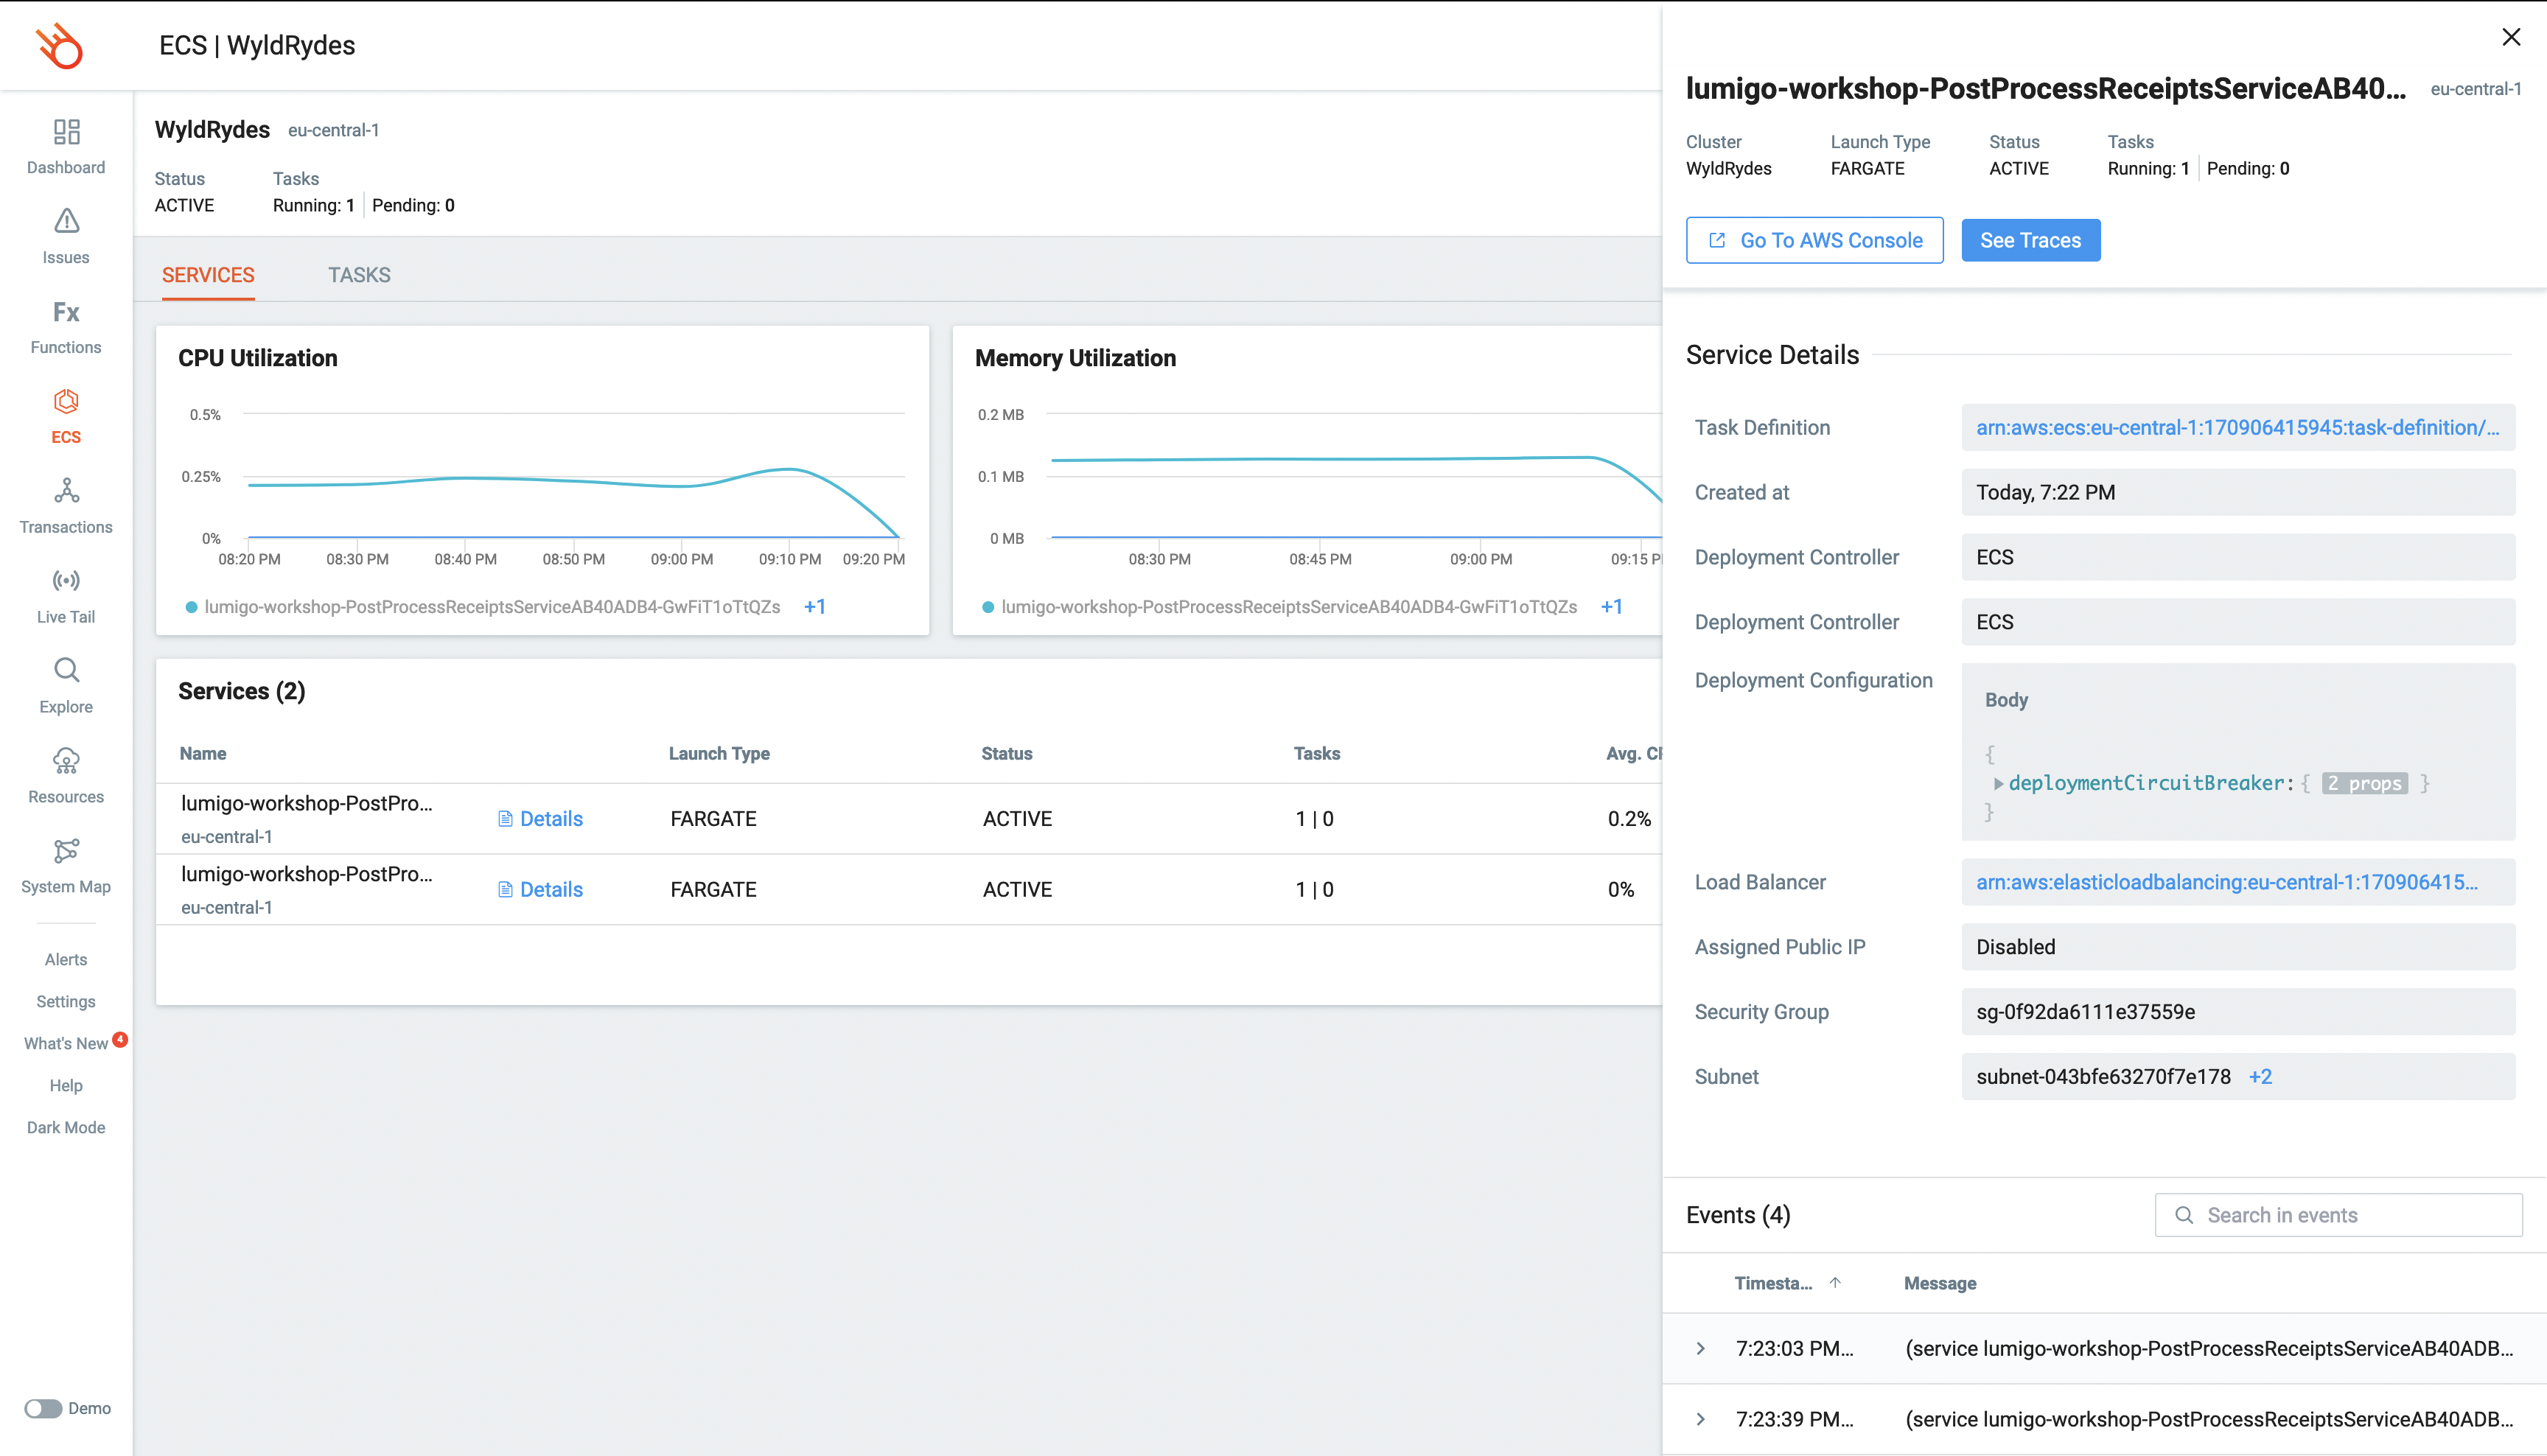 ECS | WyldRydes
Dashboard
Issues
Fx
Functions
ECS
Transactions
Live Tail
Explore
Resources
System Map
Alerts
Settings
What's New 4
Help
Dark Mode
Demo
WyldRydes eu-central-1
Status Tasks
ACTIVE Running: 1 Pending: 0
SERVICES TASKS
CPU Utilization
0.5%
0.25%
0%
08:20 PM 08:30 PM 08:40 PM 08:50 PM 09:00 PM 09:10 PM 09:20 PM
lumigo-workshop-PostProcessReceiptsServiceAB40ADB4-GwFiT1oTtQZs +1
Memory Utilization
0.2 MB
0.1 MB
0 MB
08:30 PM 08:45 PM 09:00 PM 09:15 P
lumigo-workshop-PostProcessReceiptsServiceAB40ADB4-GwFiT1oTtQZs +1
Services (2)
Name Launch Type Status Tasks Avg. C
lumigo-workshop-PostPro... Details FARGATE ACTIVE 1 | 0 0.2%
eu-central-1
lumigo-workshop-PostPro... Details FARGATE ACTIVE 1 | 0 0%
eu-central-1
lumigo-workshop-PostProcessReceiptsServiceAB40... eu-central-1
Cluster Launch Type Status Tasks
WyldRydes FARGATE ACTIVE Running: 1 Pending: 0
Go To AWS Console See Traces
Service Details
Task Definition arn:aws:ecs:eu-central-1:170906415945:task-definition/...
Created at Today, 7:22 PM
Deployment Controller ECS
Deployment Controller ECS
Deployment Configuration
Body
{
deploymentCircuitBreaker: { 2 props }
}
Load Balancer arn:aws:elasticloadbalancing:eu-central-1:170906415...
Assigned Public IP Disabled
Security Group sg-0f92da6111e37559e
Subnet subnet-043bfe63270f7e178 +2
Events (4) Search in events
Timesta... Message
7:23:03 PM... (service lumigo-workshop-PostProcessReceiptsServiceAB40ADB...
7:23:39 PM... (service lumigo-workshop-PostProcessReceiptsServiceAB40ADB...